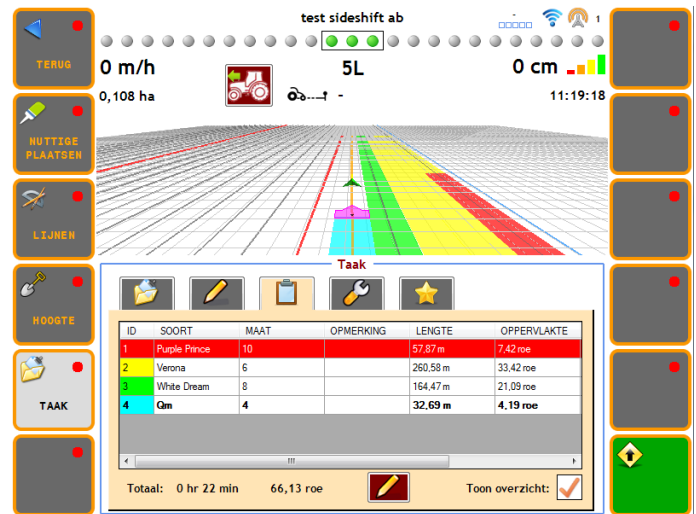 test sideshift ab
1
TERUG
0 m/h
5L
0 cm
0,108 ha
-
11:19:18
NUTTIGE
PLAATSEN
LIJNEN
HOOGTE
TAAK
Taak
ID SOORT MAAT OPMERKING LENGTE OPPERVLAKTE
1 Purple Prince 10 57,87 m 7,42 roe
2 Verona 6 260,58 m 33,42 roe
3 White Dream 8 164,47 m 21,09 roe
4 Qm 4 32,69 m 4,19 roe
Totaal: 0 hr 22 min 66,13 roe Toon overzicht: